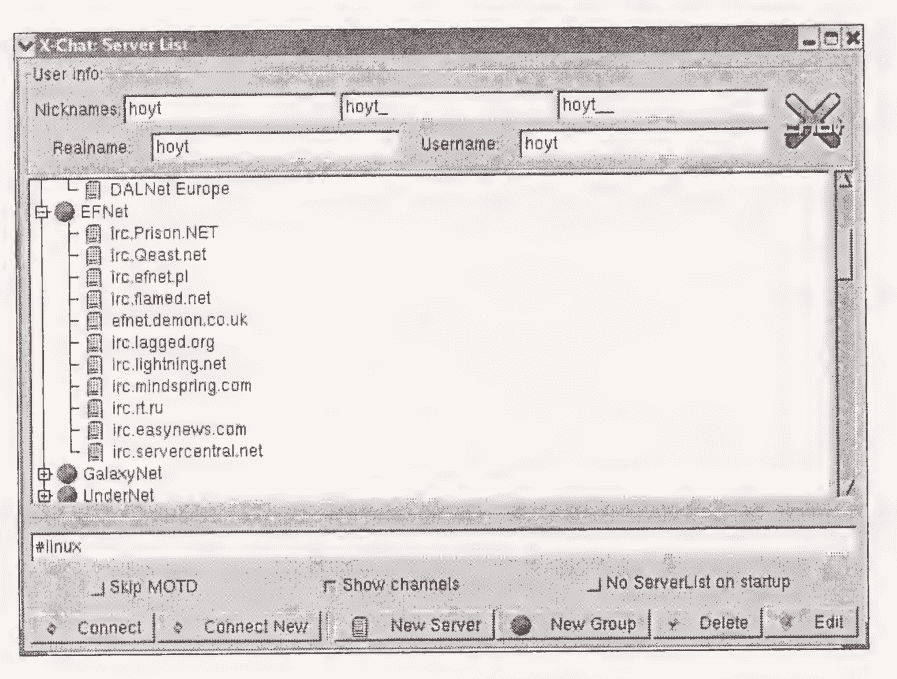 X-Chat: Server List
User info:
Nicknames: hoyt hoyt_ hoyt__
Realname: hoyt Username: hoyt
DALNet Europe
EFNet
irc.Prison.NET
irc.Qeast.net
irc.efnet.pl
irc.flamed.net
efnet.demon.co.uk
irc.lagged.org
irc.lightning.net
irc.mindspring.com
irc.rt.ru
irc.easynews.com
irc.servercentral.net
GalaxyNet
UnderNet
#linux
Skip MOTD Show channels No ServerList on startup
Connect Connect New New Server New Group Delete Edit